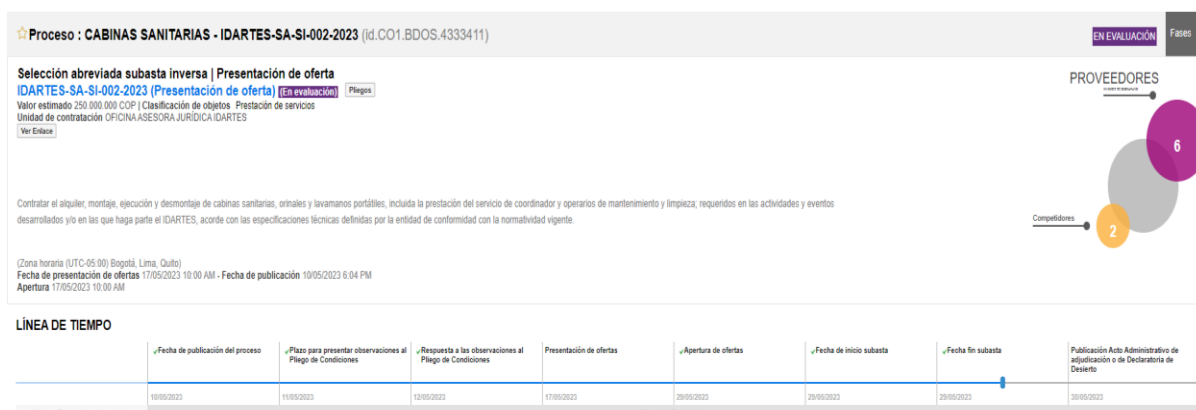 Proceso : CABINAS SANITARIAS - IDARTES-SA-SI-002-2023 (id.CO1.BDOS.4333411)
EN EVALUACIÓN
Fases
Selección abreviada subasta inversa | Presentación de oferta
IDARTES-SA-SI-002-2023 (Presentación de oferta) (En evaluación) Pliegos
Valor estimado 250.000.000 COP | Clasificación de objetos Prestación de servicios
Unidad de contratación OFICINA ASESORA JURÍDICA IDARTES
Ver Enlace
PROVEEDORES
6
Competidores
2
Contratar el alquiler, montaje, ejecución y desmontaje de cabinas sanitarias, orinales y lavamanos portátiles, incluida la prestación del servicio de coordinador y operarios de mantenimiento y limpieza; requeridos en las actividades y eventos
desarrollados y/o en las que haga parte el IDARTES, acorde con las especificaciones técnicas definidas por la entidad de conformidad con la normatividad vigente.
(Zona horaria (UTC-05:00) Bogotá, Lima, Quito)
Fecha de presentación de ofertas 17/05/2023 10:00 AM - Fecha de publicación 10/05/2023 6:04 PM
Apertura 17/05/2023 10:00 AM
LÍNEA DE TIEMPO
Fecha de publicación del proceso
10/05/2023
Plazo para presentar observaciones al
Pliego de Condiciones
11/05/2023
Respuesta a las observaciones al
Pliego de Condiciones
12/05/2023
Presentación de ofertas
17/05/2023
Apertura de ofertas
29/05/2023
Fecha de inicio subasta
29/05/2023
Fecha fin subasta
29/05/2023
Publicación Acto Administrativo de
adjudicación o de Declaratoria de
Desierto
30/05/2023